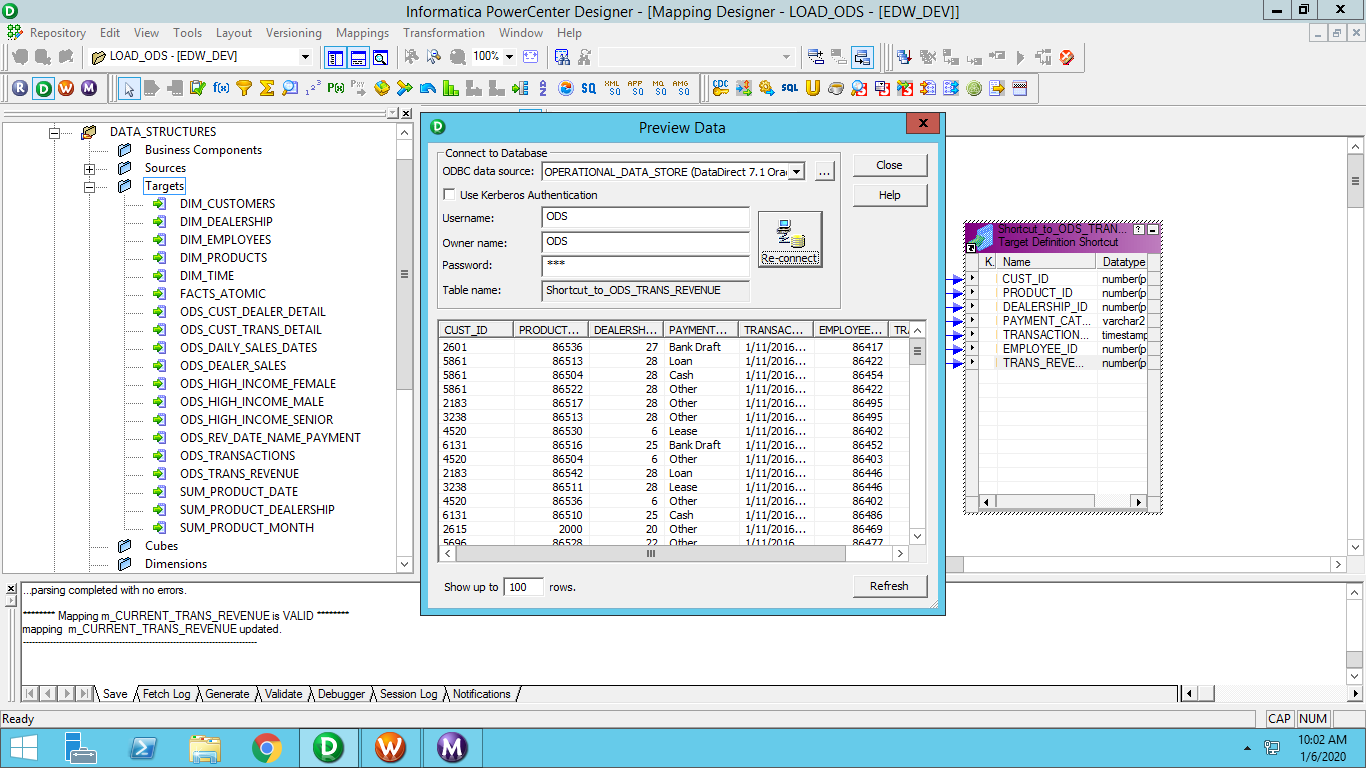 Informatica PowerCenter Designer - [Mapping Designer - LOAD_ODS - [EDW_DEV]]
Repository Edit View Tools Layout Versioning Mappings Transformation Window Help
LOAD_ODS - [EDW_DEV]
100%
R D W M
f(x) Σ P(x) SQ XML SQ APP SQ MQ SQ AMG SQ CDC SQL
DATA_STRUCTURES
Business Components
Sources
Targets
DIM_CUSTOMERS
DIM_DEALERSHIP
DIM_EMPLOYEES
DIM_PRODUCTS
DIM_TIME
FACTS_ATOMIC
ODS_CUST_DEALER_DETAIL
ODS_CUST_TRANS_DETAIL
ODS_DAILY_SALES_DATES
ODS_DEALER_SALES
ODS_HIGH_INCOME_FEMALE
ODS_HIGH_INCOME_MALE
ODS_HIGH_INCOME_SENIOR
ODS_REV_DATE_NAME_PAYMENT
ODS_TRANSACTIONS
ODS_TRANS_REVENUE
SUM_PRODUCT_DATE
SUM_PRODUCT_DEALERSHIP
SUM_PRODUCT_MONTH
Cubes
Dimensions
Preview Data
Connect to Database
ODBC data source: OPERATIONAL_DATA_STORE (DataDirect 7.1 Ora ...
Use Kerberos Authentication
Username: ODS
Owner name: ODS
Password: ***
Table name: Shortcut_to_ODS_TRANS_REVENUE
Re-connect
Close
Help
CUST_ID PRODUCT... DEALERSH... PAYMENT... TRANSAC... EMPLOYEE... TRA
2601 86536 27 Bank Draft 1/11/2016... 86417
5861 86513 28 Loan 1/11/2016... 86422
5861 86504 28 Cash 1/11/2016... 86454
5861 86522 28 Other 1/11/2016... 86422
2183 86517 28 Other 1/11/2016... 86495
3238 86513 28 Other 1/11/2016... 86495
4520 86530 6 Lease 1/11/2016... 86402
6131 86516 25 Bank Draft 1/11/2016... 86452
4520 86504 6 Other 1/11/2016... 86403
2183 86542 28 Loan 1/11/2016... 86446
3238 86511 28 Lease 1/11/2016... 86446
4520 86536 6 Other 1/11/2016... 86402
6131 86510 25 Cash 1/11/2016... 86486
2615 2000 20 Other 1/11/2016... 86469
5696 86528 22 Other 1/11/2016 86477
Show up to 100 rows.
Refresh
Shortcut_to_ODS_TRAN...
Target Definition Shortcut
K. Name Datatype
CUST_ID number(p
PRODUCT_ID number(p
DEALERSHIP_ID number(p
PAYMENT_CAT... varchar2
TRANSACTION... timestamp
EMPLOYEE_ID number(p
TRANS_REVE... number(p
...parsing completed with no errors.
******** Mapping m_CURRENT_TRANS_REVENUE is VALID ********
mapping m_CURRENT_TRANS_REVENUE updated.
Save Fetch Log Generate Validate Debugger Session Log Notifications
Ready
CAP NUM
D W M
10:02 AM
1/6/2020